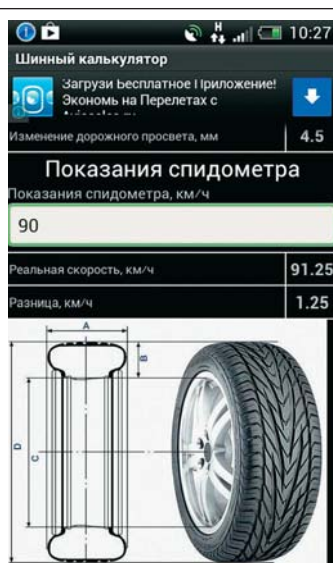 H 10:27
Шинный калькулятор
Загрузи Бесплатное Приложение!
Экономь на Перелетах с
Изменение дорожного просвета, мм 4.5
Показания спидометра
Показания спидометра, км/ч
90
Реальная скорость, км/ч 91.25
Разница, км/ч 1.25
A
B
D
C